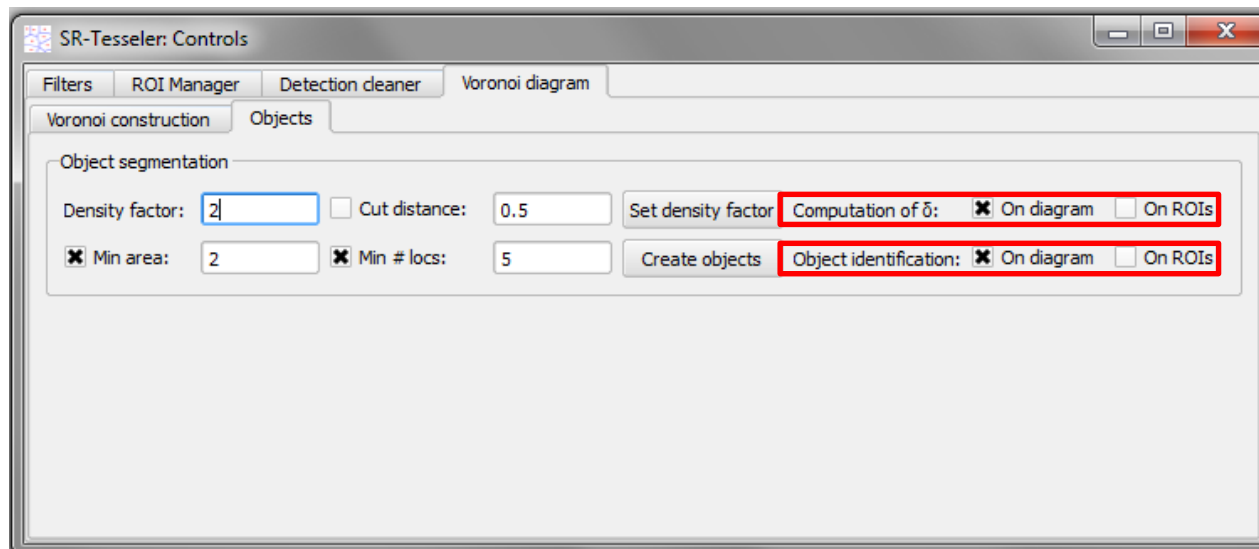 SR-Tesseler: Controls
Filters ROI Manager Detection cleaner Voronoi diagram
Voronoi construction Objects
Object segmentation
Density factor: 2 Cut distance: 0.5 Set density factor Computation of δ: On diagram On ROIs
Min area: 2 Min # locs: 5 Create objects Object identification: On diagram On ROIs